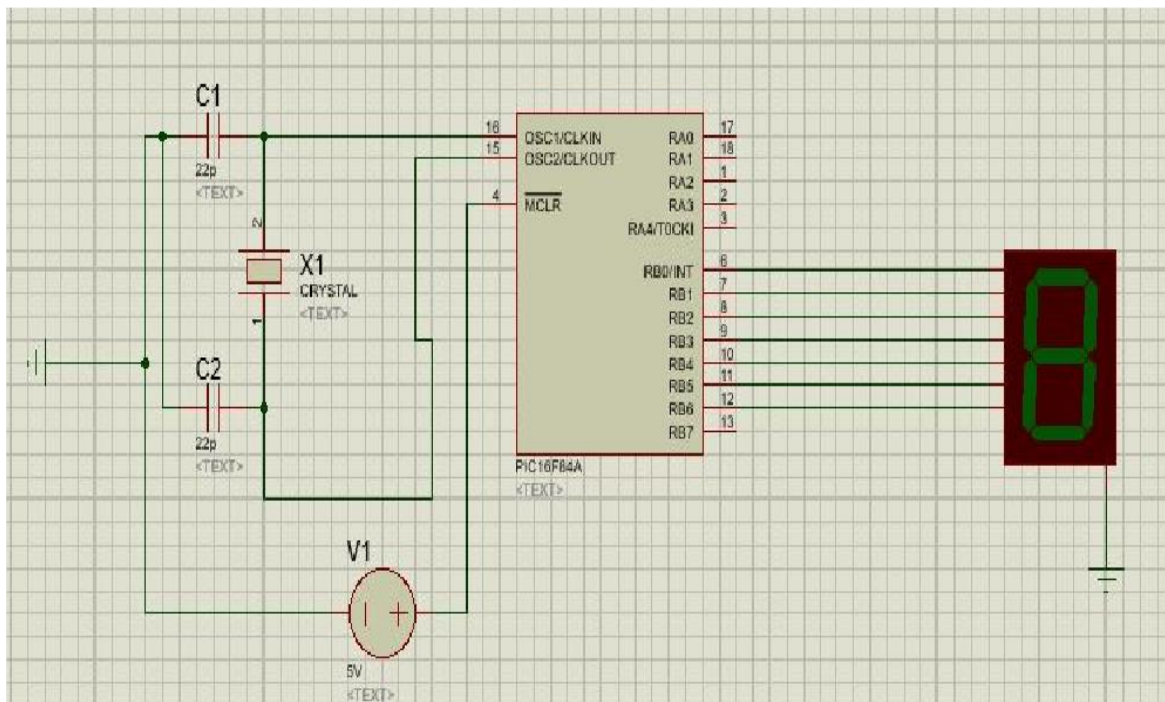 C1
22p
<TEXT>
2
X1
CRYSTAL
<TEXT>
1
C2
22p
<TEXT>
V1
5V
<TEXT>
16 OSC1/CLKIN
15 OSC2/CLKOUT
4 MCLR
RA0 17
RA1 18
RA2 1
RA3 2
RA4/T0CKI 3
RB0/INT 6
RB1 7
RB2 8
RB3 9
RB4 10
RB5 11
RB6 12
RB7 13
PIC16F84A
<TEXT>